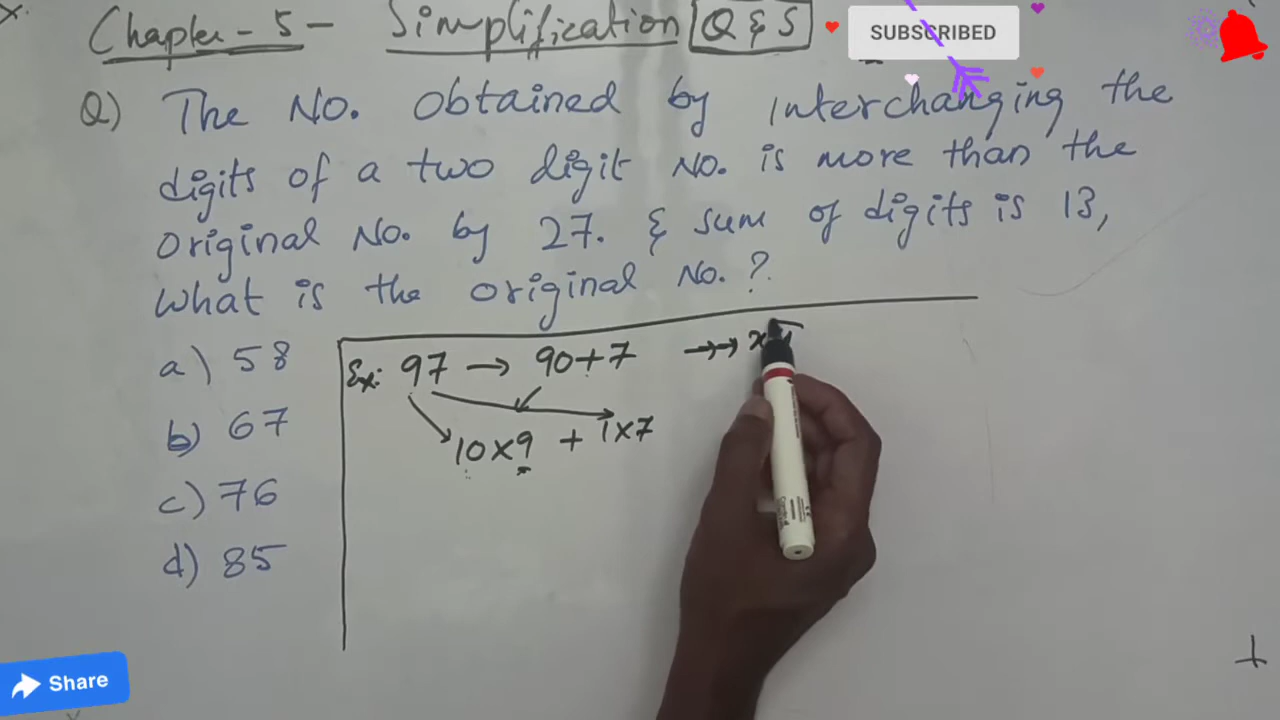 Chapter - 5 - Simplification Q & S
SUBSCRIBED
Q) The No. Obtained by interchanging the
digits of a two digit No. is more than the
original No. by 27. & sum of digits is 13,
What is the original No. ?
a) 58
b) 67
c) 76
d) 85
Ex: 97 → 90+7
10×9 + 1×7
Share